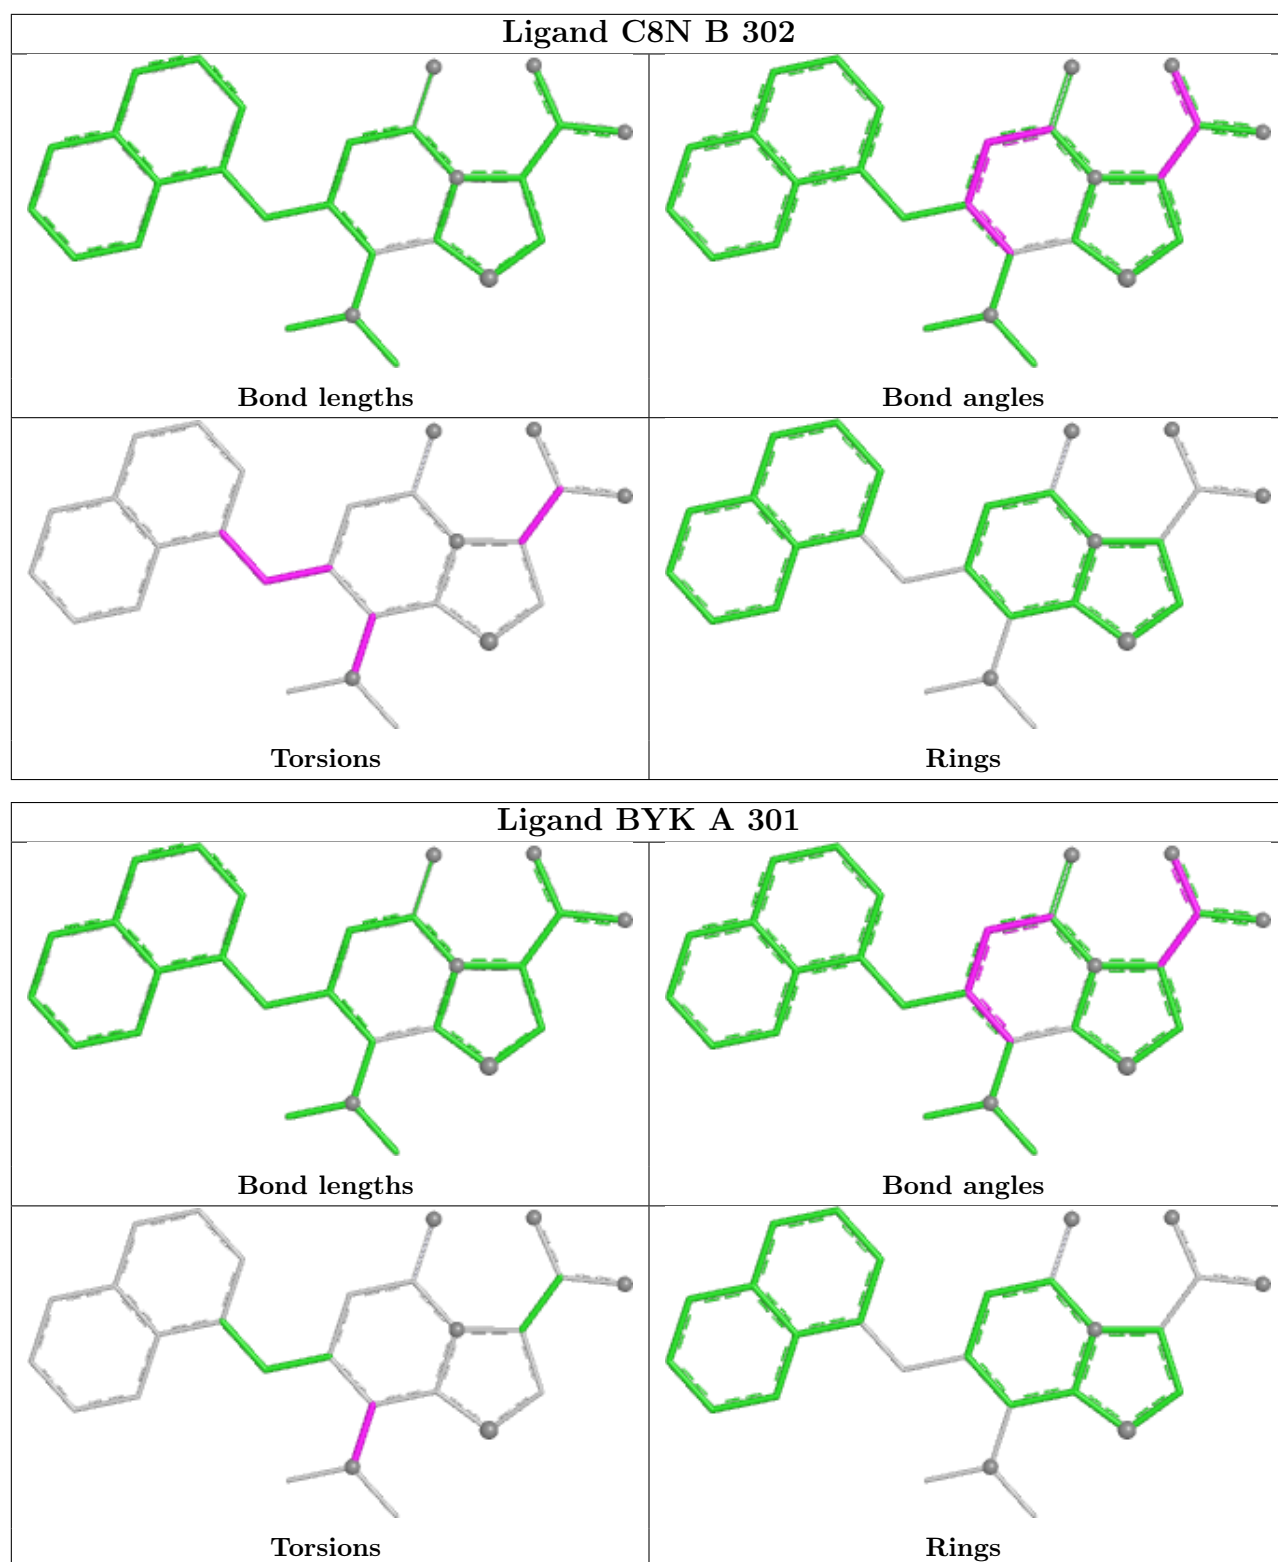 Ligand C8N B 302
Bond lengths
Bond angles
Torsions
Rings
Ligand BYK A 301
Bond lengths
Bond angles
Torsions
Rings